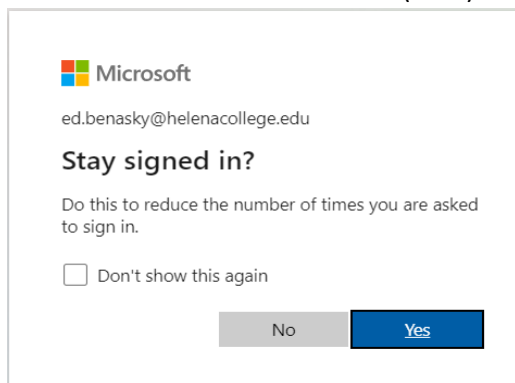 Microsoft
ed.benasky@helenacollege.edu
Stay signed in?
Do this to reduce the number of times you are asked
to sign in.
Don't show this again
No Yes